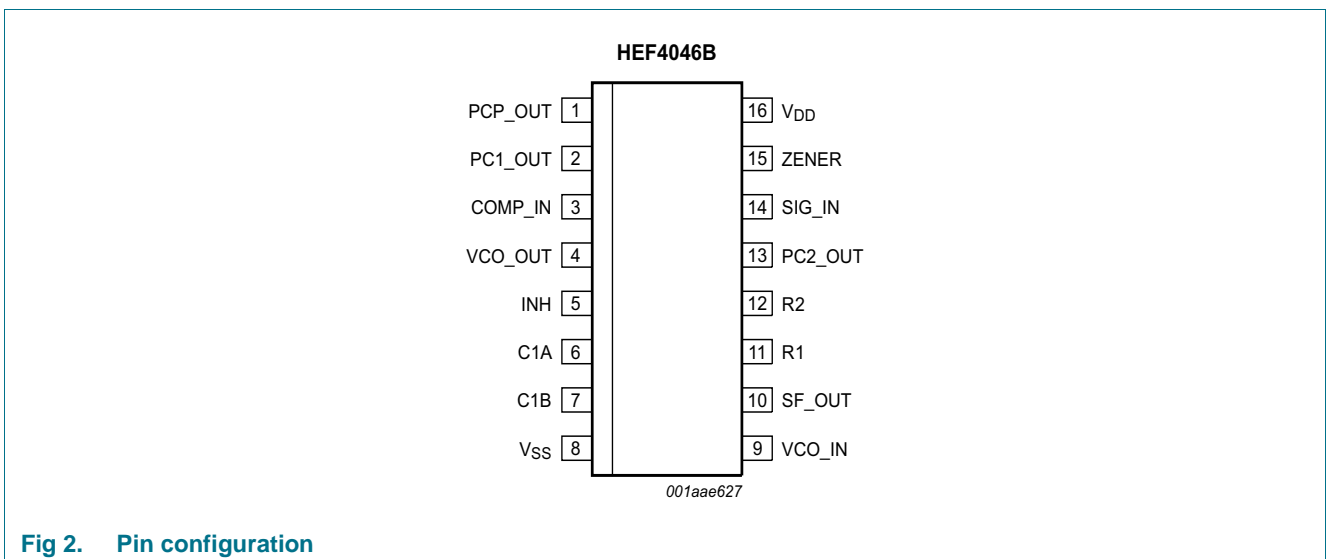 HEF4046B
PCP_OUT 1
16 VDD
PC1_OUT 2
15 ZENER
COMP_IN 3
14 SIG_IN
VCO_OUT 4
13 PC2_OUT
INH 5
12 R2
C1A 6
11 R1
C1B 7
10 SF_OUT
VSS 8
9 VCO_IN
001aae627
Fig 2. Pin configuration